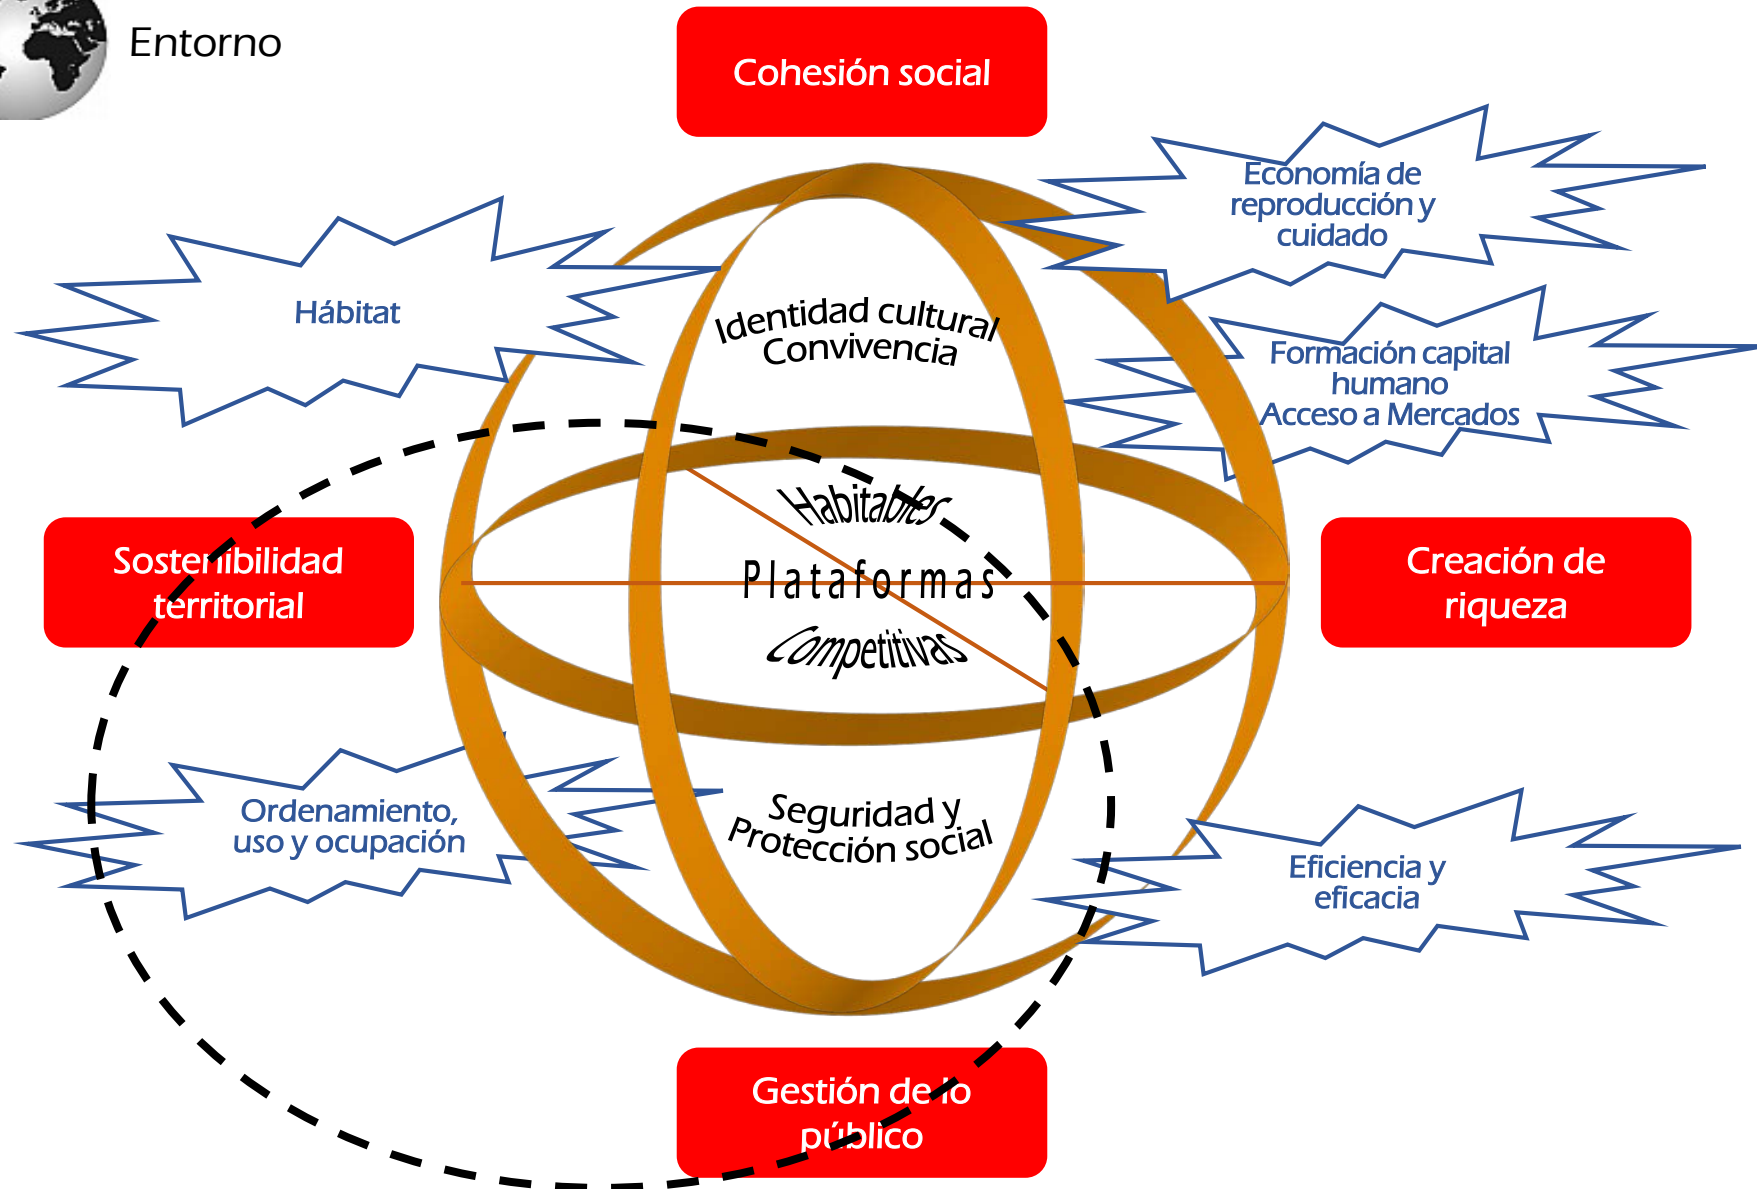 Entorno
Cohesión social
Economía de
reproducción y
cuidado
Hábitat
Identidad cultural
Convivencia
Formación capital
humano
Acceso a Mercados
Habitables
Plataformas
Competitivas
Sostenibilidad
territorial
Creación de
riqueza
Ordenamiento,
uso y ocupación
Seguridad y
Protección social
Eficiencia y
eficacia
Gestión de lo
público